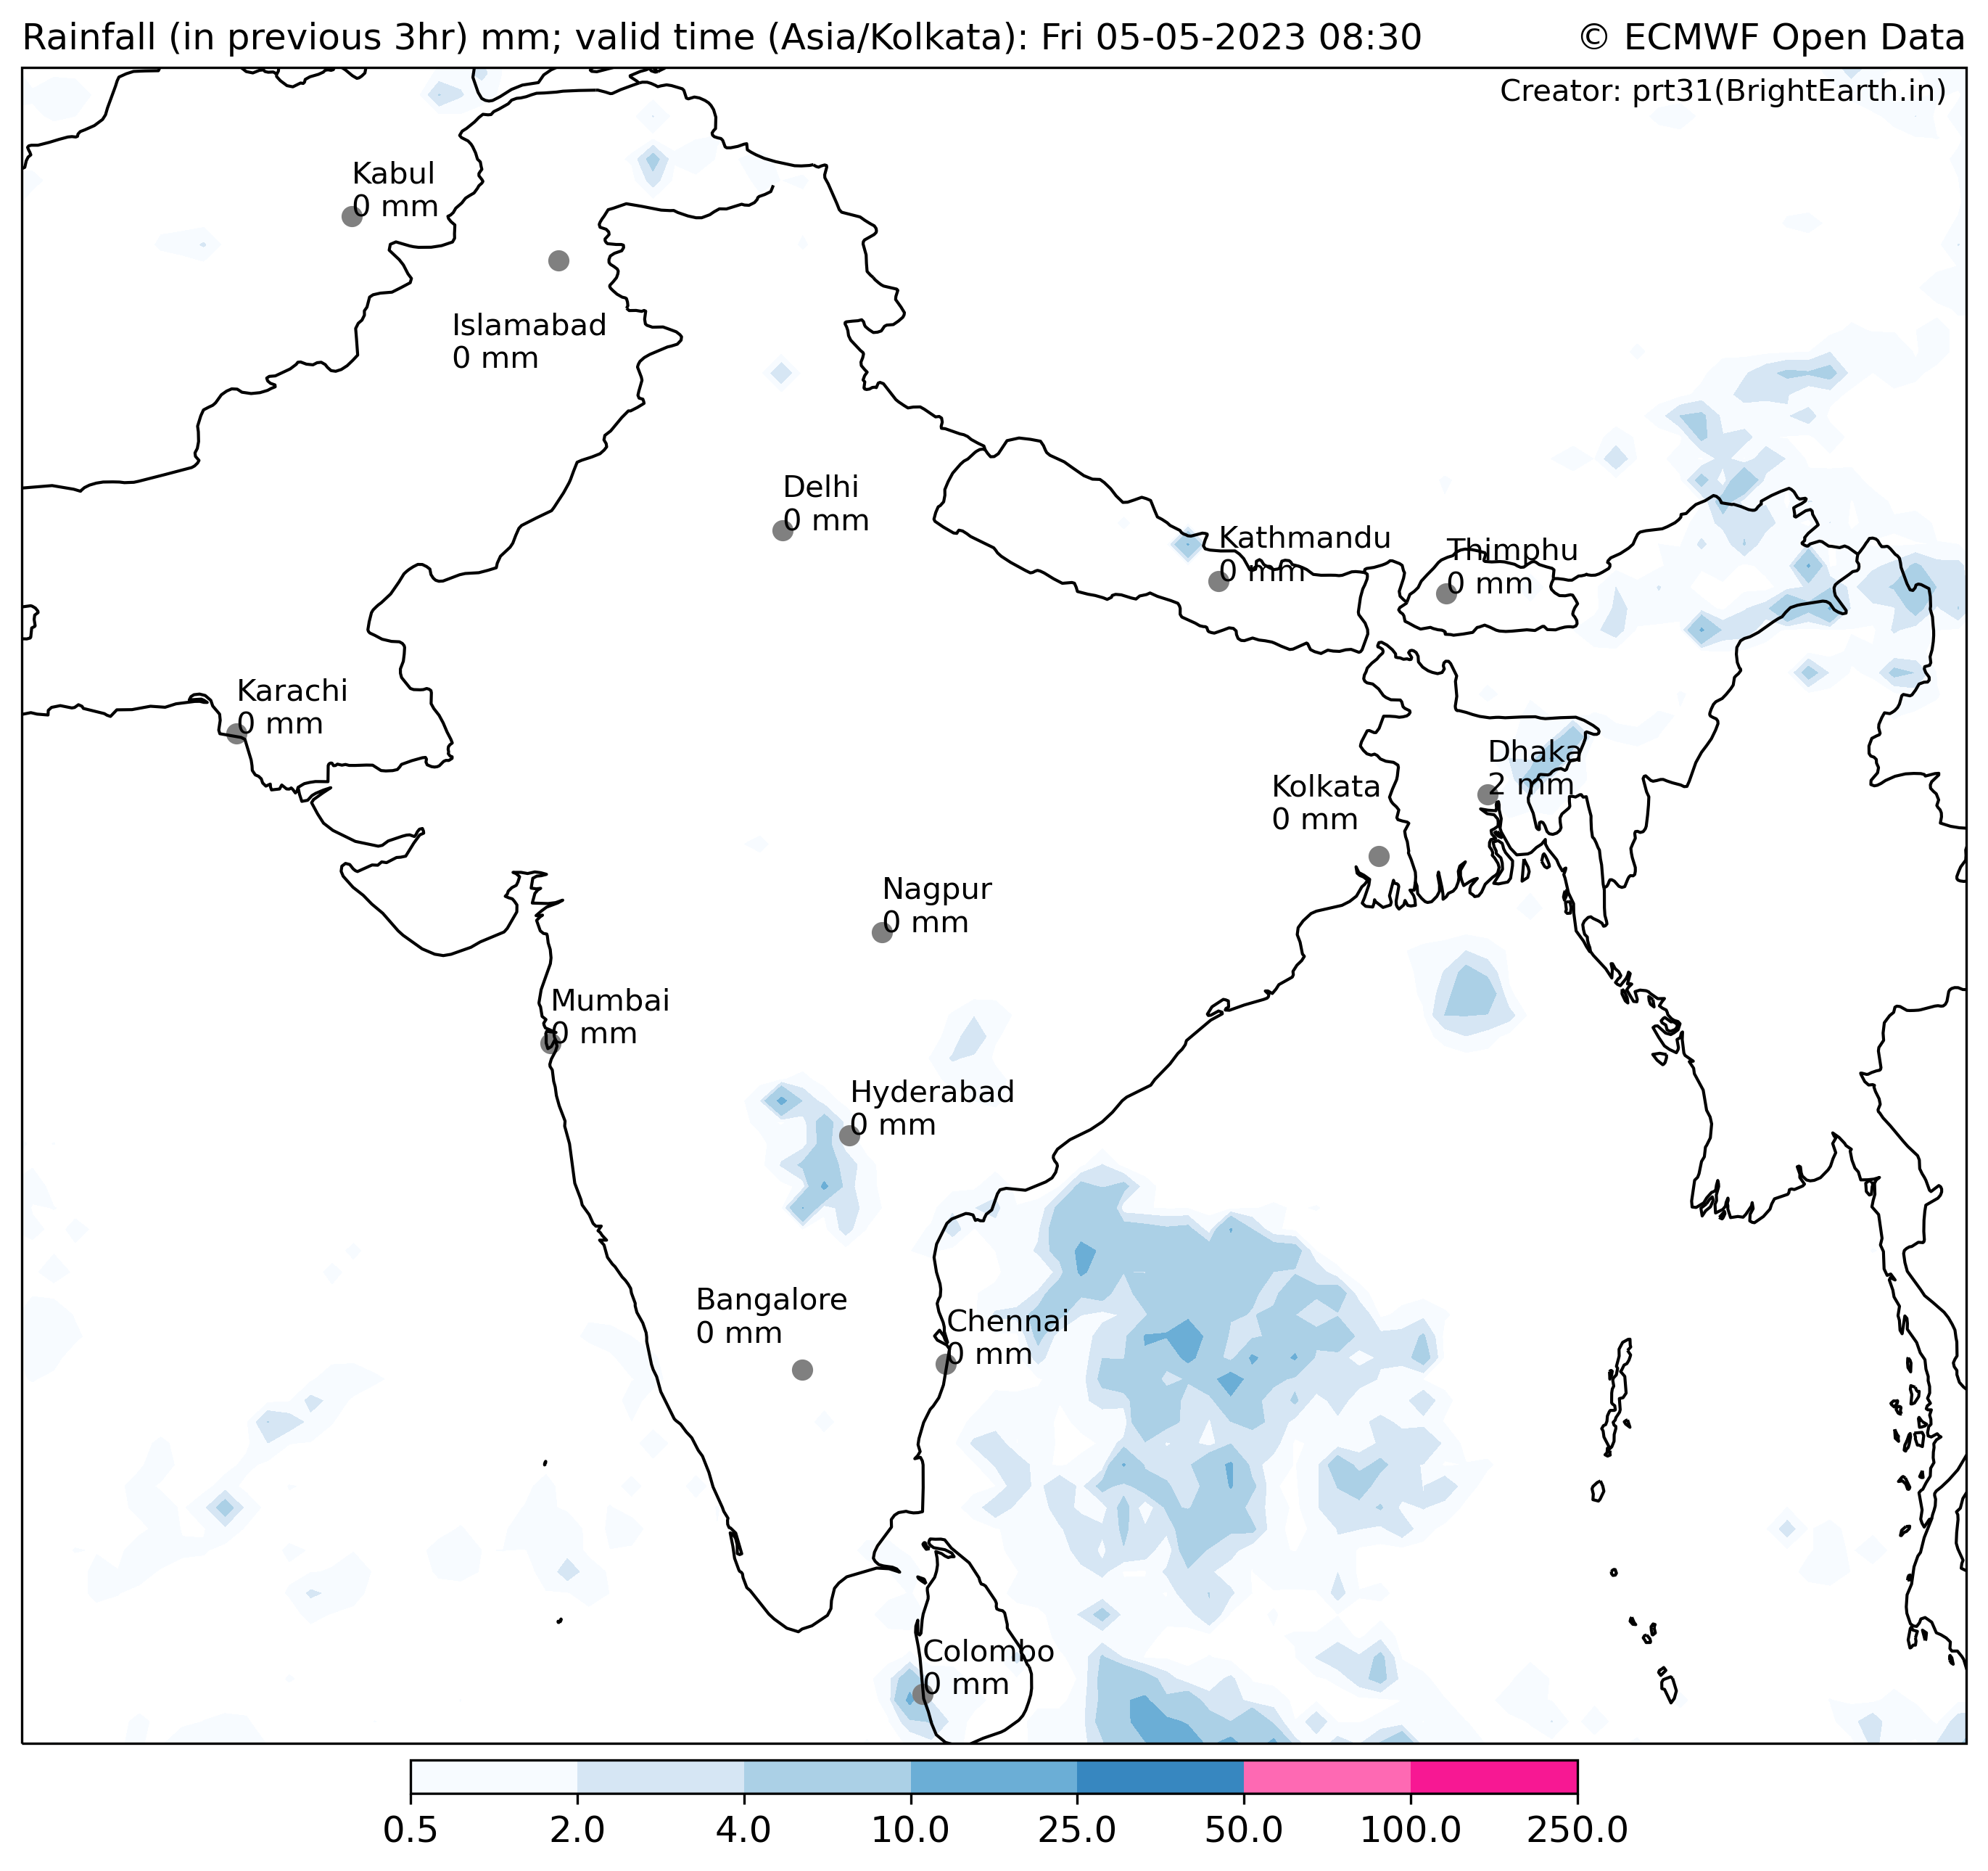 Rainfall (in previous 3hr) mm; valid time (Asia/Kolkata): Fri 05-05-2023 08:30
© ECMWF Open Data
Creator: prt31(BrightEarth.in)
Kabul
0 mm
Islamabad
0 mm
Delhi
0 mm
Kathmandu
0 mm
Thimphu
0 mm
Karachi
0 mm
Dhaka
2 mm
Kolkata
0 mm
Nagpur
0 mm
Mumbai
0 mm
Hyderabad
0 mm
Bangalore
0 mm
Chennai
0 mm
Colombo
0 mm
0.5 2.0 4.0 10.0 25.0 50.0 100.0 250.0